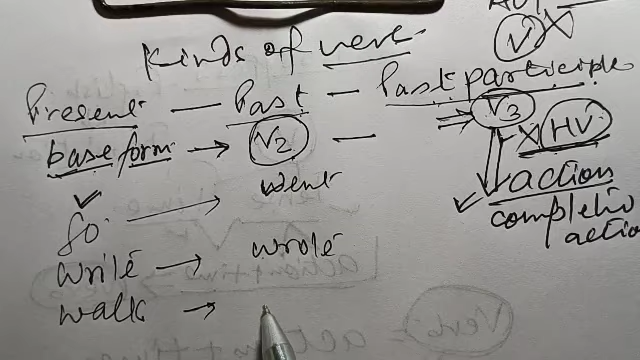 Kinds of verb
V X
Present — Past — Past participle
base form → V2 — V3
X HV
went
action
go →
completio
action
write → wrote
walk →